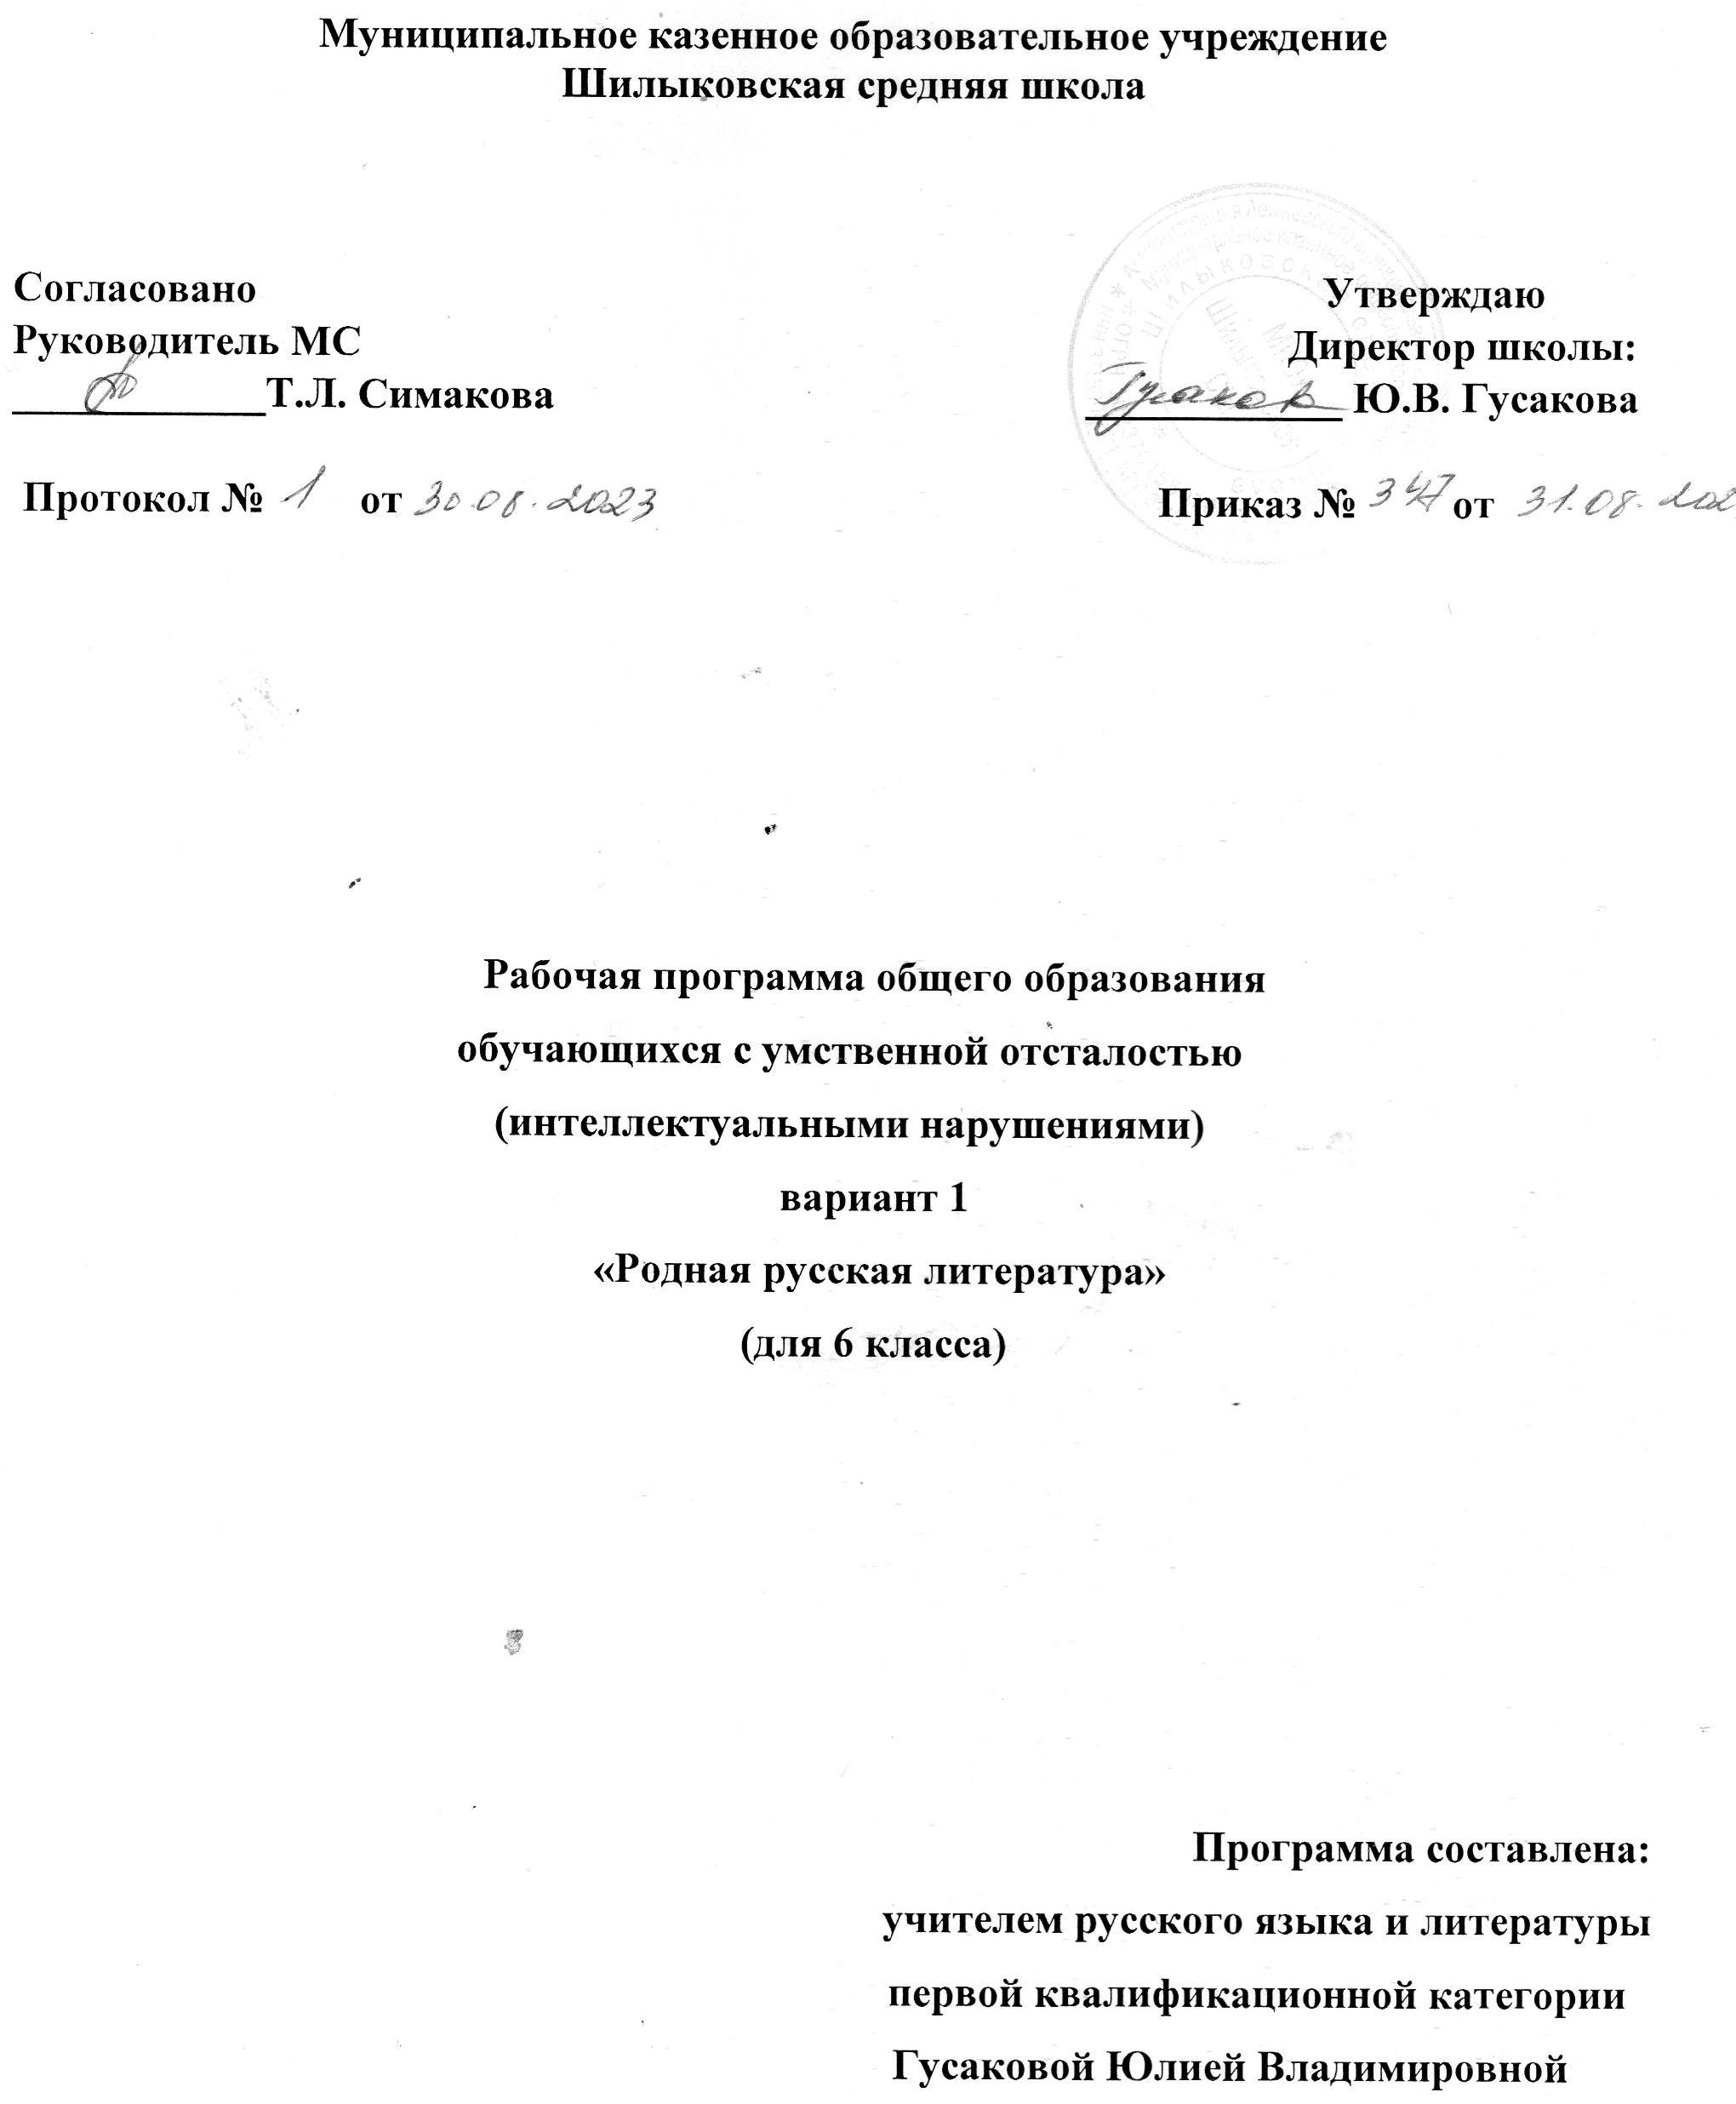 Муниципальное казенное образовательное учреждение
Шилыковская средняя школа
Согласовано
Руководитель МС
Т.Л. Симакова
Протокол № 1 от 30.08.2023
Утверждаю
Директор школы:
Ю.В. Гусакова
Приказ № 347 от 31.08.202
Рабочая программа общего образования
обучающихся с умственной отсталостью
(интеллектуальными нарушениями)
вариант 1
«Родная русская литература»
(для 6 класса)
Программа составлена:
учителем русского языка и литературы
первой квалификационной категории
Гусаковой Юлией Владимировной